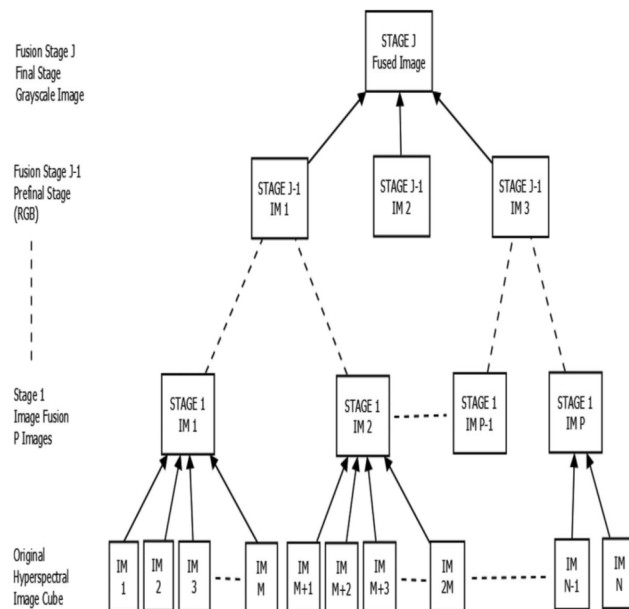 Fusion Stage J
Final Stage
Grayscale Image
STAGE J
Fused Image
Fusion Stage J-1
Prefinal Stage
(RGB)
STAGE J-1
IM 1
STAGE J-1
IM 2
STAGE J-1
IM 3
Stage 1
Image Fusion
P Images
STAGE 1
IM 1
STAGE 1
IM 2
STAGE 1
IM P-1
STAGE 1
IM P
Original
Hyperspectral
Image Cube
IM
1
IM
2
IM
3
IM
M
IM
M+1
IM
M+2
IM
M+3
IM
2M
IM
N-1
IM
N